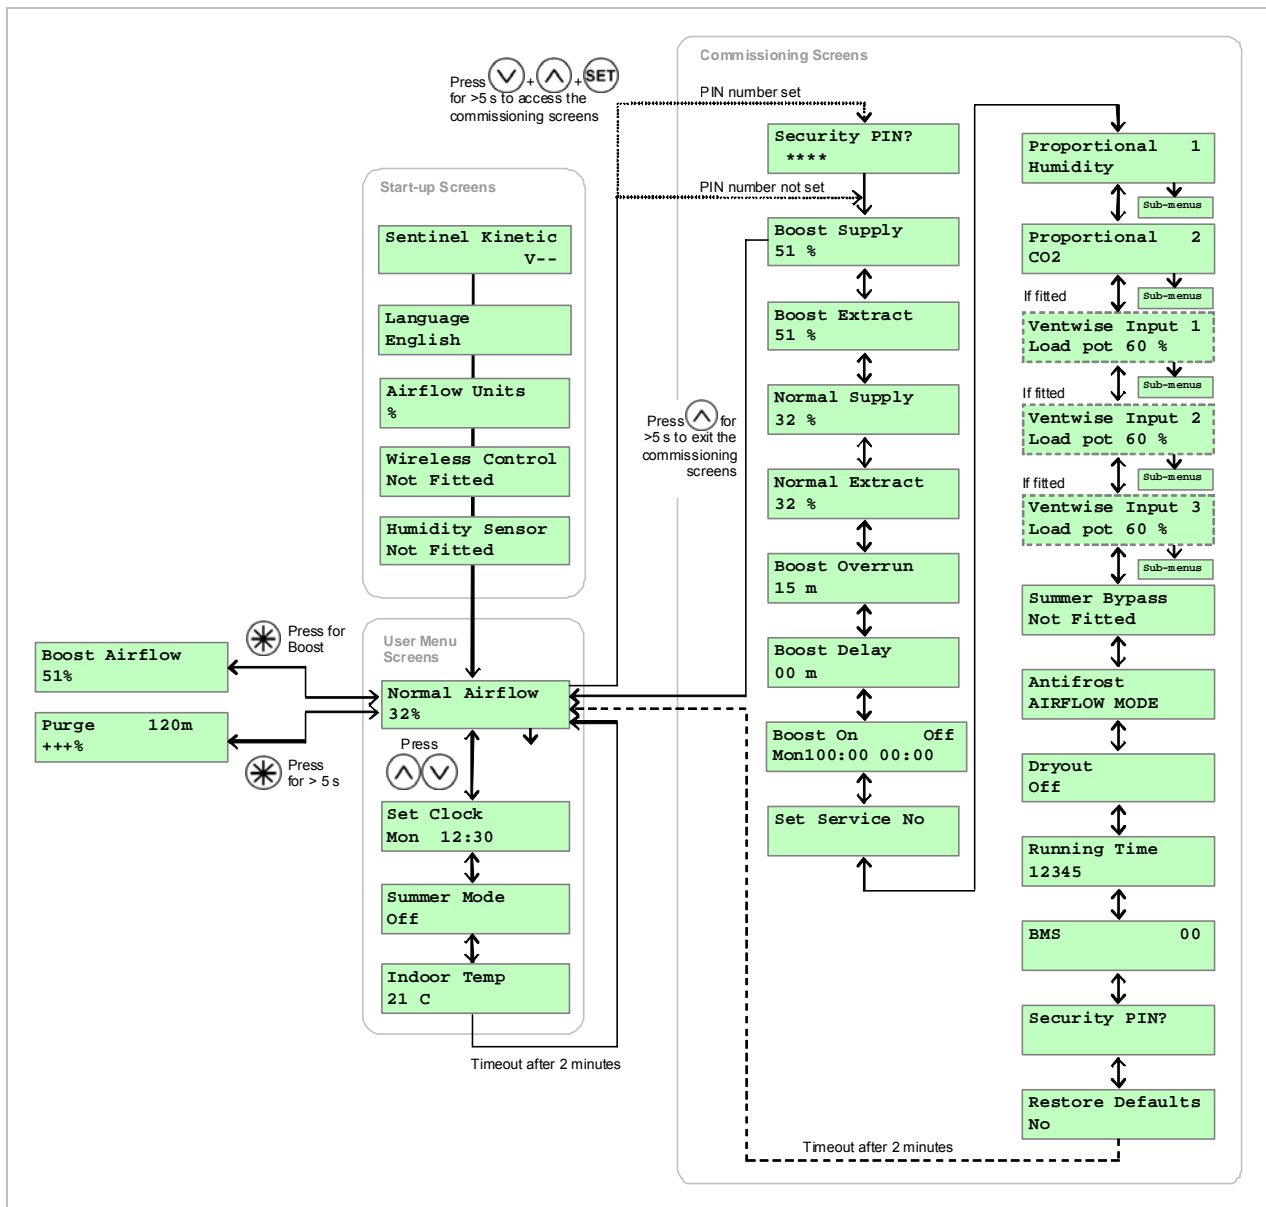 Commissioning Screens
Press + + SET
for >5 s to access the
commissioning screens
PIN number set
Security PIN?
****
PIN number not set
Start-up Screens
Sentinel Kinetic
V--
Language
English
Airflow Units
%
Wireless Control
Not Fitted
Humidity Sensor
Not Fitted
User Menu
Screens
Normal Airflow
32%
Press for
Boost
Boost Airflow
51%
Purge 120m
+++%
Press
for > 5 s
Press
Set Clock
Mon 12:30
Summer Mode
Off
Indoor Temp
21 C
Timeout after 2 minutes
Press for
>5 s to exit the
commissioning
screens
Boost Supply
51 %
Boost Extract
51 %
Normal Supply
32 %
Normal Extract
32 %
Boost Overrun
15 m
Boost Delay
00 m
Boost On Off
Mon100:00 00:00
Set Service No
Proportional 1
Humidity
Sub-menus
Proportional 2
CO2
Sub-menus
If fitted
Ventwise Input 1
Load pot 60 %
Sub-menus
If fitted
Ventwise Input 2
Load pot 60 %
Sub-menus
If fitted
Ventwise Input 3
Load pot 60 %
Sub-menus
Summer Bypass
Not Fitted
Antifrost
AIRFLOW MODE
Dryout
Off
Running Time
12345
BMS 00
Security PIN?
Restore Defaults
No
Timeout after 2 minutes